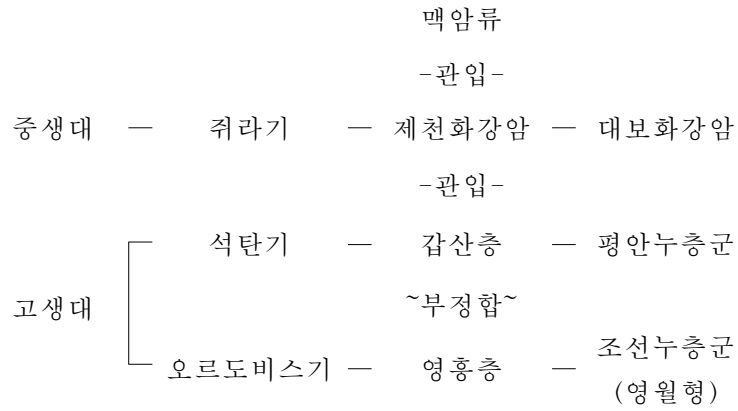 맥암류
-관입-
중생대 — 쥐라기 — 제천화강암 — 대보화강암
-관입-
석탄기 — 갑산층 — 평안누층군
고생대
~부정합~
오르도비스기 — 영흥층 — 조선누층군
(영월형)